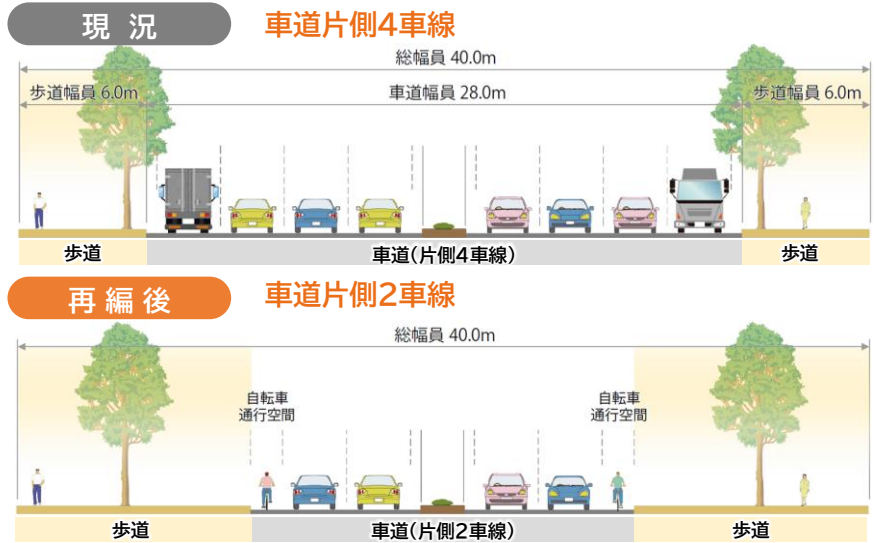 現況
車道片側4車線
総幅員 40.0m
歩道幅員 6.0m
車道幅員 28.0m
歩道幅員 6.0m
歩道
車道(片側4車線)
歩道
再編後
車道片側2車線
総幅員 40.0m
自転車
通行空間
自転車
通行空間
歩道
車道(片側2車線)
歩道